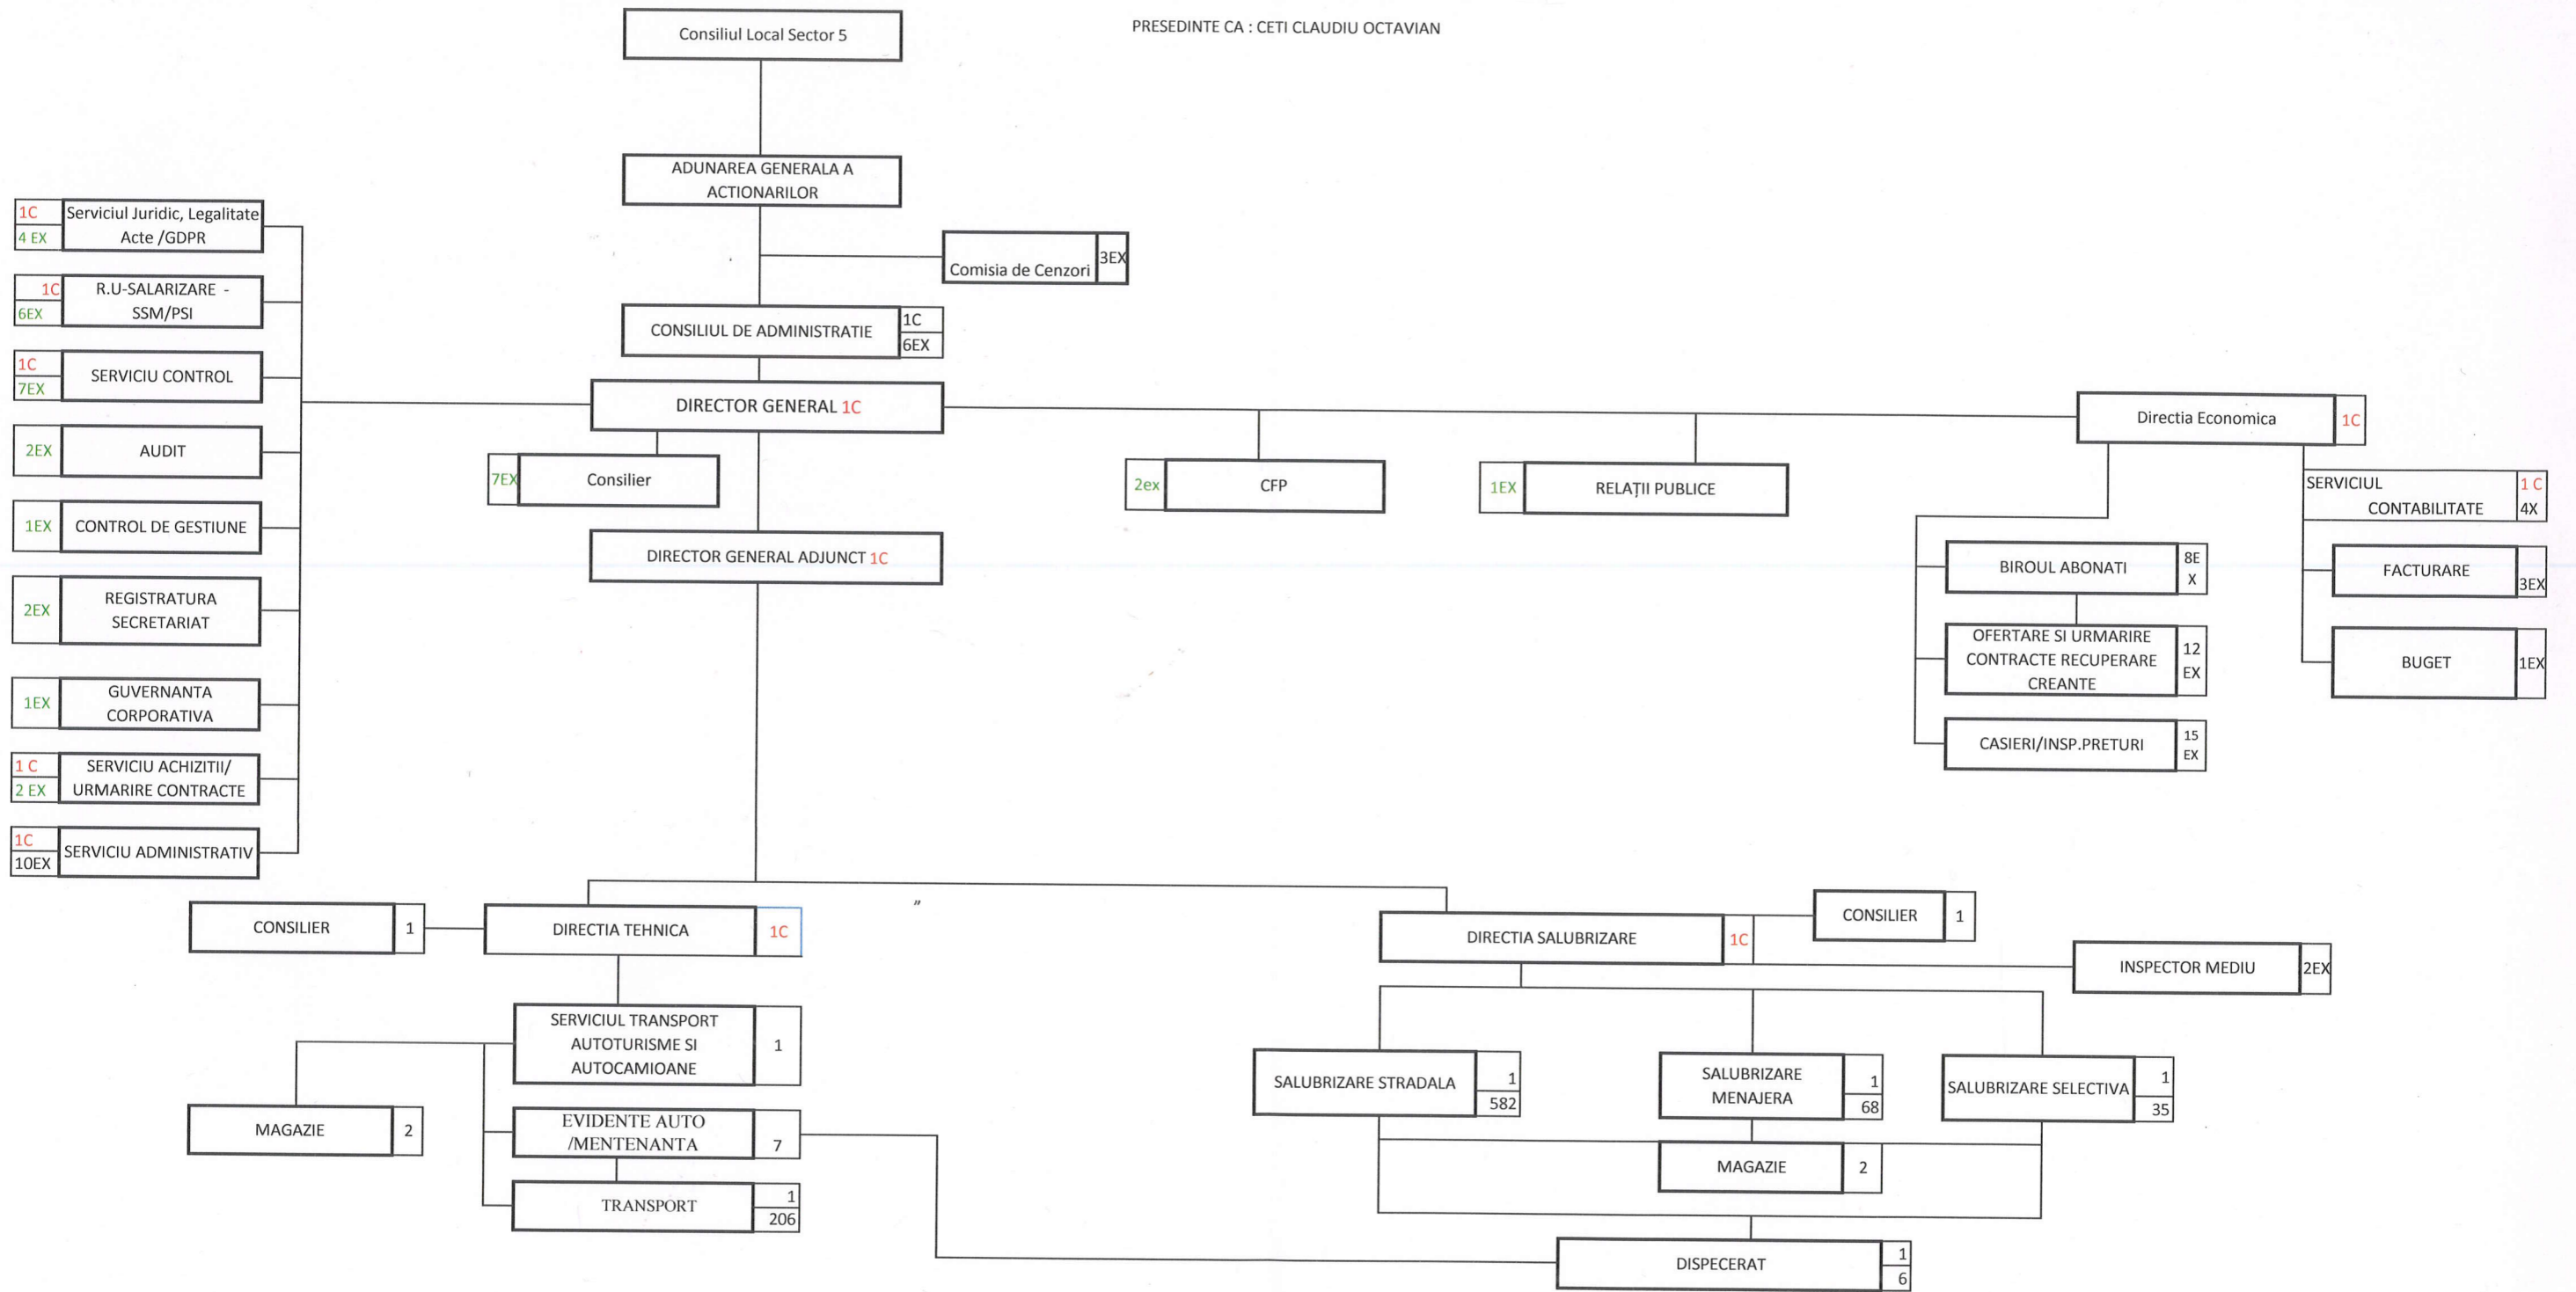 Consiliul Local Sector 5
PRESEDINTE CA : CETI CLAUDIU OCTAVIAN
ADUNAREA GENERALA A
ACTIONARILOR
Comisia de Cenzori
3EX
CONSILIUL DE ADMINISTRATIE
1C
6EX
DIRECTOR GENERAL 1C
7EX
Consilier
DIRECTOR GENERAL ADJUNCT 1C
1C
4 EX
Serviciul Juridic, Legalitate
Acte /GDPR
1C
6EX
R.U-SALARIZARE -
SSM/PSI
1C
7EX
SERVICIU CONTROL
2EX
AUDIT
1EX
CONTROL DE GESTIUNE
2EX
REGISTRATURA
SECRETARIAT
1EX
GUVERNANTA
CORPORATIVA
1 C
2 EX
SERVICIU ACHIZITII/
URMARIRE CONTRACTE
1C
10EX
SERVICIU ADMINISTRATIV
2ex
CFP
1EX
RELAȚII PUBLICE
Directia Economica
1C
SERVICIUL
CONTABILITATE
1 C
4X
FACTURARE
3EX
BUGET
1EX
BIROUL ABONATI
8E
X
OFERTARE SI URMARIRE
CONTRACTE RECUPERARE
CREANTE
12
EX
CASIERI/INSP.PRETURI
15
EX
CONSILIER
1
DIRECTIA TEHNICA
1C
”
SERVICIUL TRANSPORT
AUTOTURISME SI
AUTOCAMIOANE
1
MAGAZIE
2
EVIDENTE AUTO
/MENTENANTA
7
TRANSPORT
1
206
DIRECTIA SALUBRIZARE
1C
CONSILIER
1
INSPECTOR MEDIU
2EX
SALUBRIZARE STRADALA
1
582
SALUBRIZARE
MENAJERA
1
68
SALUBRIZARE SELECTIVA
1
35
MAGAZIE
2
DISPECERAT
1
6